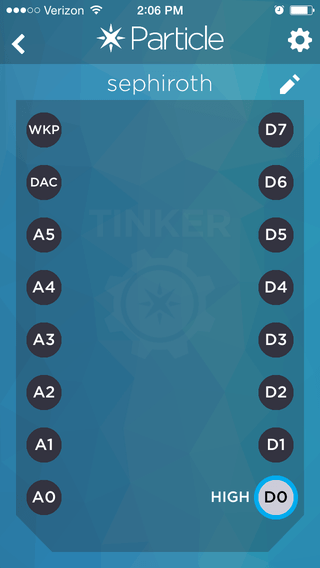 Verizon 2:06 PM
Particle
sephiroth
WKP D7
DAC D6
TINKER
A5 D5
A4 D4
A3 D3
A2 D2
A1 D1
A0 HIGH D0